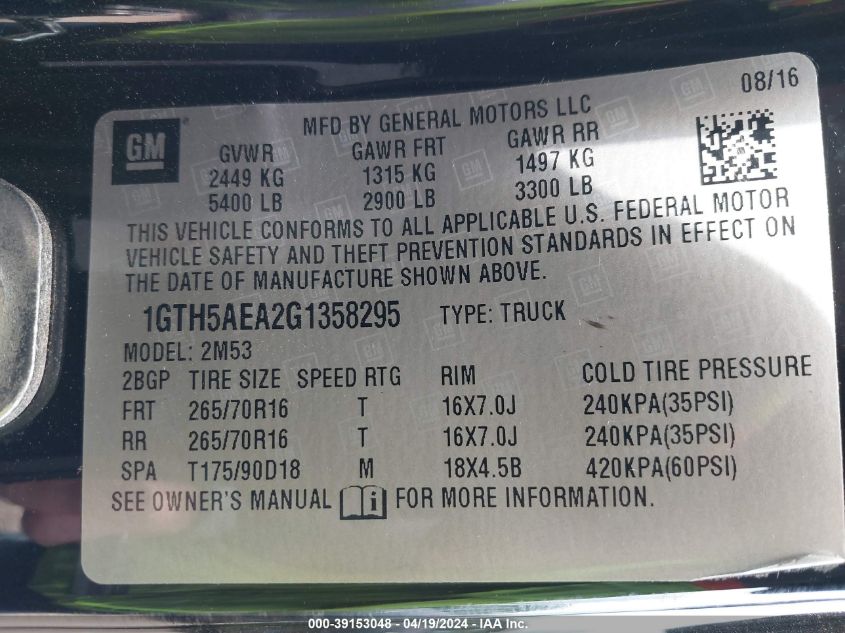 08/16
MFD BY GENERAL MOTORS LLC
GM
GVWR GAWR FRT GAWR RR
2449 KG 1315 KG 1497 KG
5400 LB 2900 LB 3300 LB
THIS VEHICLE CONFORMS TO ALL APPLICABLE U.S. FEDERAL MOTOR
VEHICLE SAFETY AND THEFT PREVENTION STANDARDS IN EFFECT ON
THE DATE OF MANUFACTURE SHOWN ABOVE.
1GTH5AEA2G1358295 TYPE: TRUCK
MODEL: 2M53
2BGP TIRE SIZE SPEED RTG RIM COLD TIRE PRESSURE
FRT 265/70R16 T 16X7.0J 240KPA(35PSI)
RR 265/70R16 T 16X7.0J 240KPA(35PSI)
SPA T175/90D18 M 18X4.5B 420KPA(60PSI)
SEE OWNER'S MANUAL i FOR MORE INFORMATION.
000-39153048 - 04/19/2024 - IAA Inc.